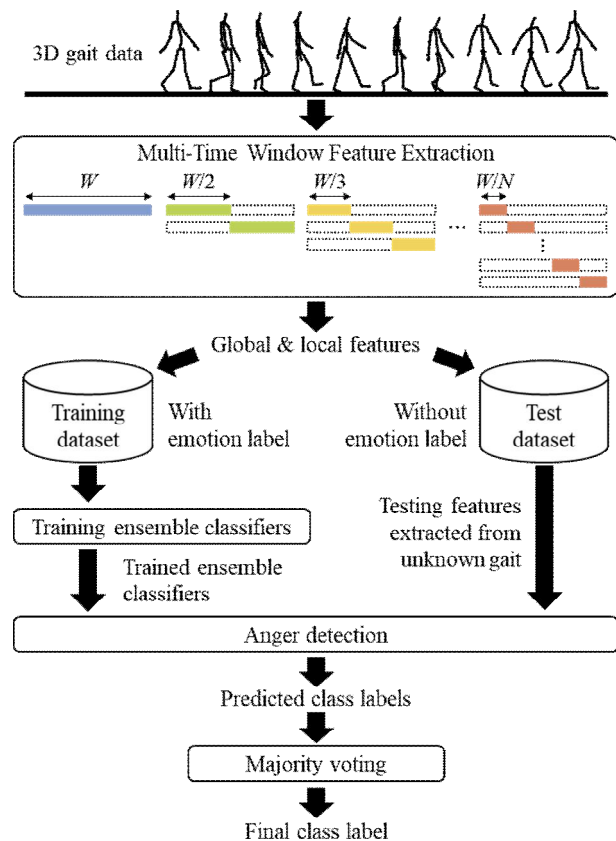 3D gait data
Multi-Time Window Feature Extraction
W
W/2
W/3
W/N
...
Global & local features
Training
dataset
With
emotion label
Without
emotion label
Test
dataset
Training ensemble classifiers
Testing features
extracted from
unknown gait
Trained ensemble
classifiers
Anger detection
Predicted class labels
Majority voting
Final class label